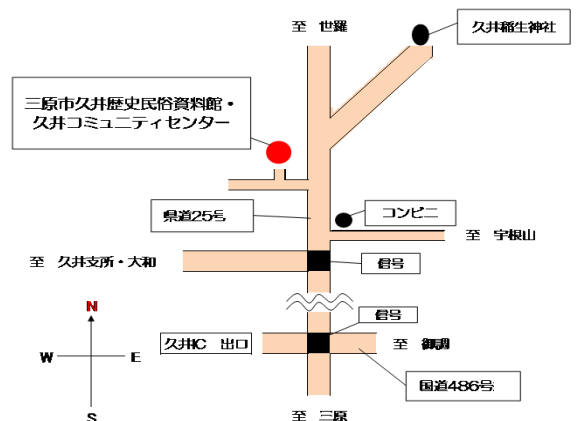 至 世羅
久井稲生神社
三原市久井歴史民俗資料館・
久井コミュニティセンター
県道25号
コンビニ
至 宇根山
至 久井支所・大和
信号
信号
久井IC 出口
至 御調
国道486号
至 三原
N
W
E
S